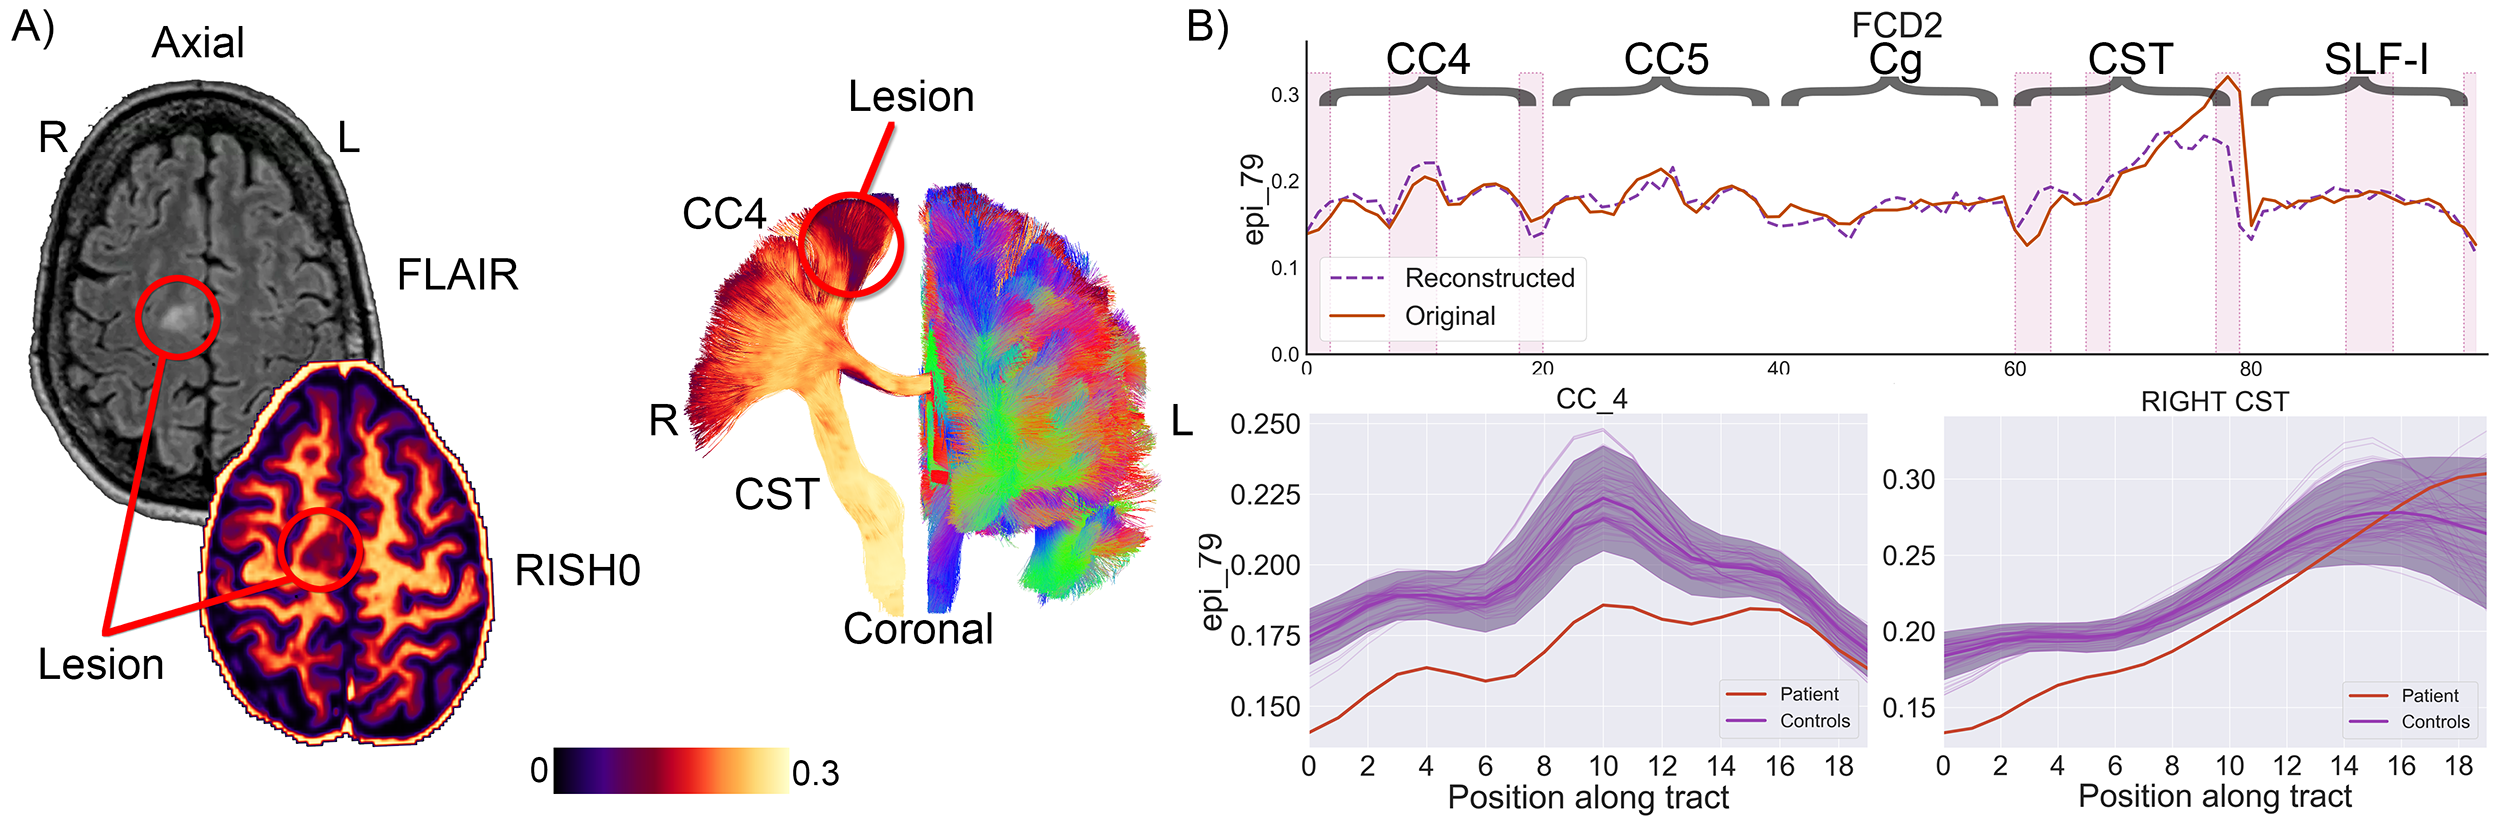 A)
Axial
R
L
FLAIR
RISH0
Lesion
0
0.3
Lesion
CC4
R
L
CST
Coronal
B)
FCD2
CC4
CC5
Cg
CST
SLF-I
epi_79
0.3
0.2
0.1
0.0
Reconstructed
Original
0
20
40
60
80
CC_4
epi_79
0.250
0.225
0.200
0.175
0.150
Patient
Controls
0 2 4 6 8 10 12 14 16 18
Position along tract
RIGHT CST
0.30
0.25
0.20
0.15
Patient
Controls
0 2 4 6 8 10 12 14 16 18
Position along tract